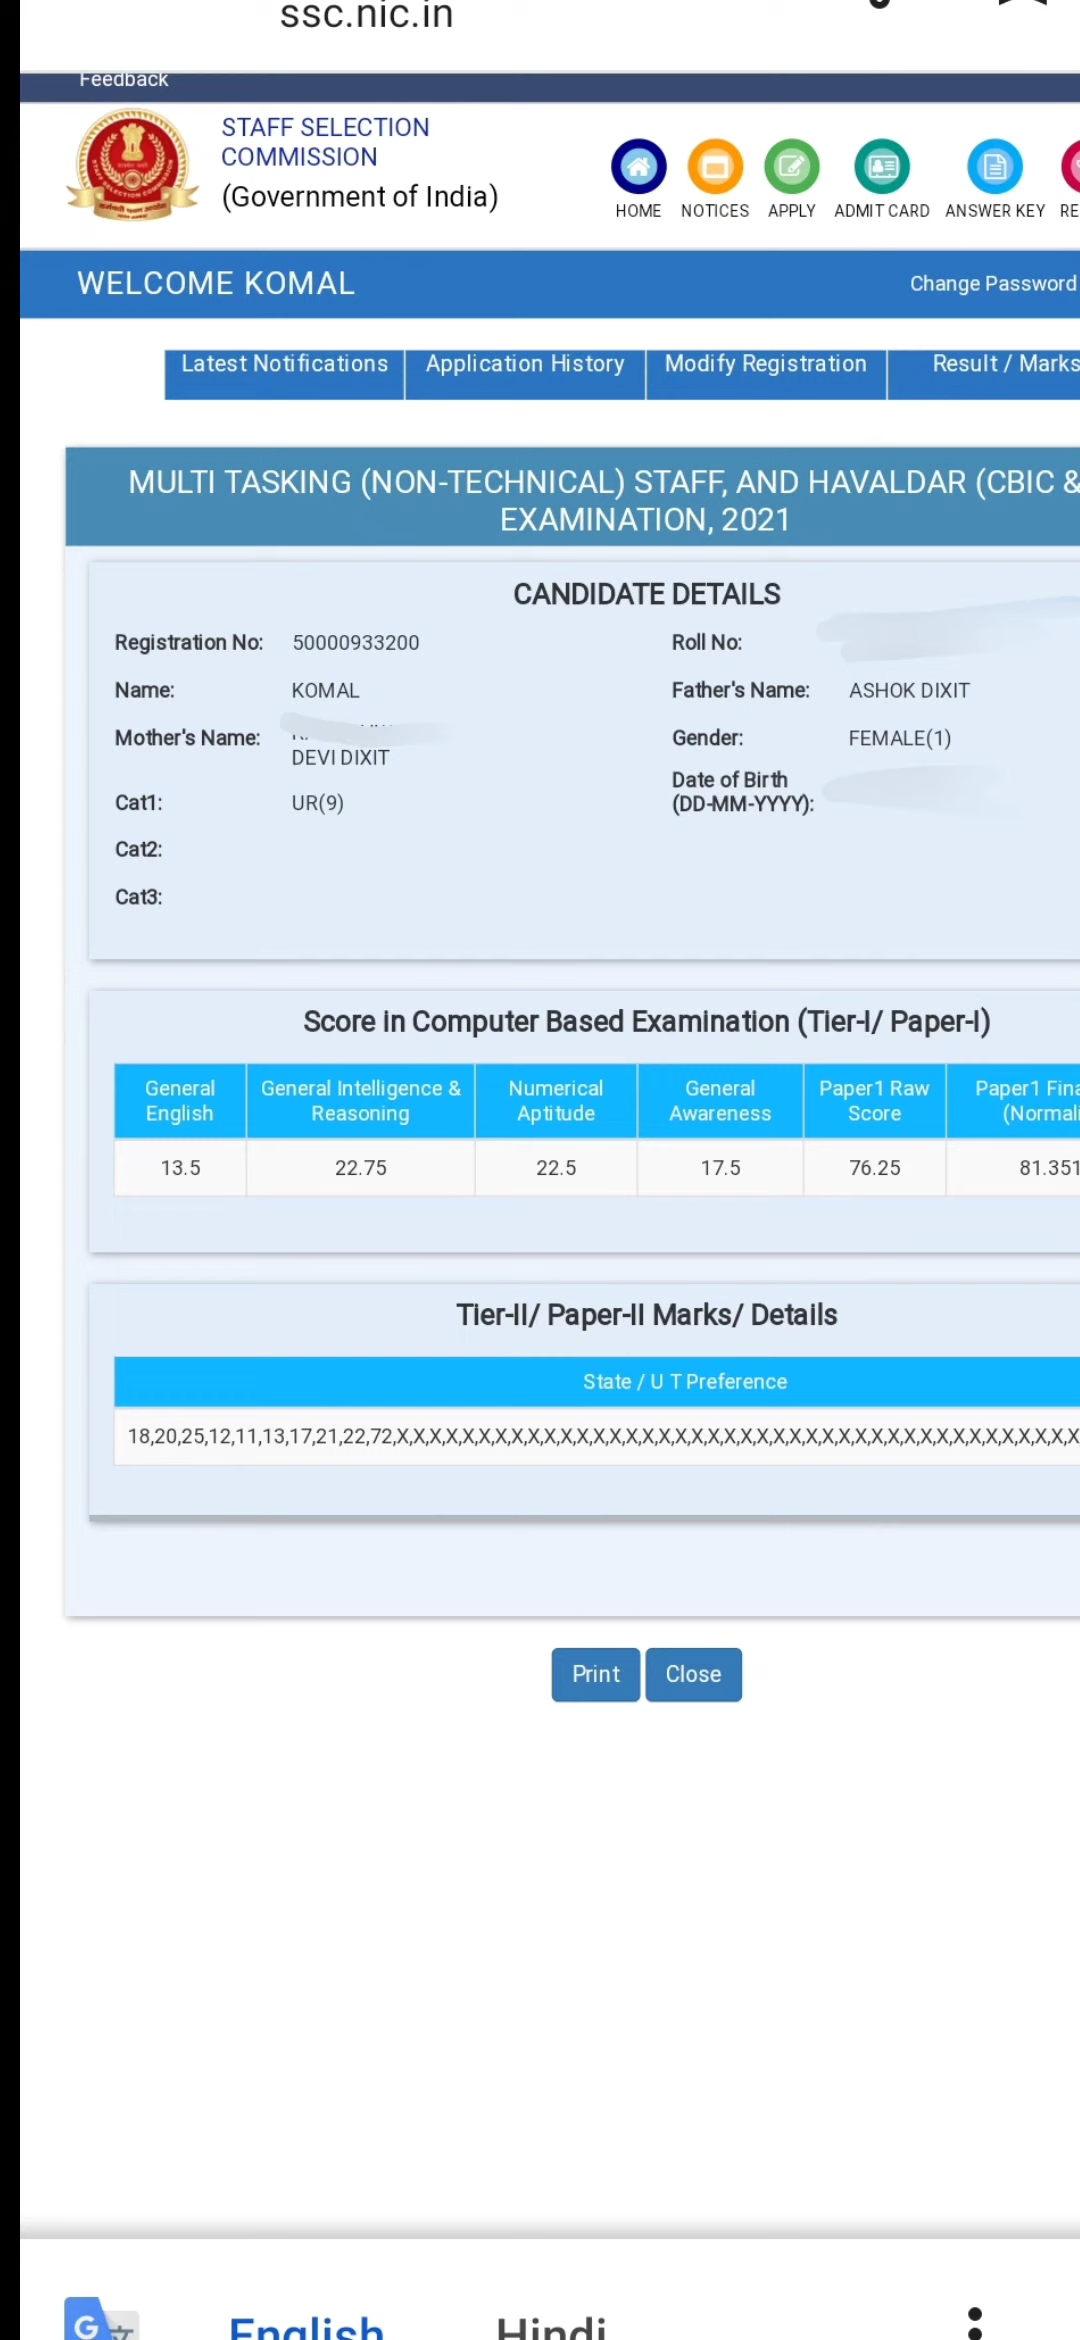 ssc.nic.in
Feedback
STAFF SELECTION
COMMISSION
(Government of India)
HOME NOTICES APPLY ADMIT CARD ANSWER KEY RE
WELCOME KOMAL Change Password
Latest Notifications Application History Modify Registration Result / Marks
MULTI TASKING (NON-TECHNICAL) STAFF, AND HAVALDAR (CBIC &
EXAMINATION, 2021
CANDIDATE DETAILS
Registration No: 50000933200 Roll No:
Name: KOMAL Father's Name: ASHOK DIXIT
Mother's Name: DEVI DIXIT Gender: FEMALE(1)
Date of Birth
(DD-MM-YYYY):
Cat1: UR(9)
Cat2:
Cat3:
Score in Computer Based Examination (Tier-I/ Paper-I)
General English General Intelligence & Reasoning Numerical Aptitude General Awareness Paper1 Raw Score Paper1 Fina (Normali
13.5 22.75 22.5 17.5 76.25 81.351
Tier-II/ Paper-II Marks/ Details
State / U T Preference
18,20,25,12,11,13,17,21,22,72,X,X,X,X,X,X,X,X,X,X,X,X,X,X,X,X,X,X,X,X,X,X,X,X,X,X,X,X,X,X,X,X,X,X,X,X,X,X,X,X,X,X
Print Close
English Hindi